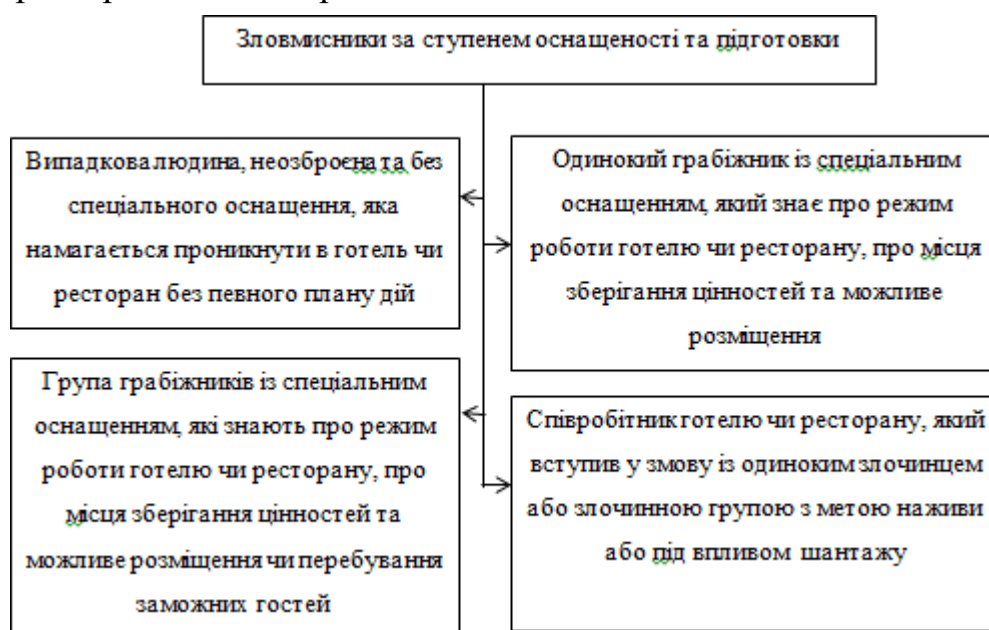 Зловмисники за ступенем оснащеності та підготовки
Випадкова людина, неозброєна та без
спеціального оснащення, яка
намагається проникнути в готель чи
ресторан без певного плану дій
Одинокий грабіжник із спеціальним
оснащенням, який знає про режим
роботи готелю чи ресторану, про місця
зберігання цінностей та можливе
розміщення
Група грабіжників із спеціальним
оснащенням, які знають про режим
роботи готелю чи ресторану, про
місця зберігання цінностей та
можливе розміщення чи перебування
заможних гостей
Співробітник готелю чи ресторану, який
вступив у змову із одиноким злочинцем
або злочинною групою з метою наживи
або під впливом шантажу